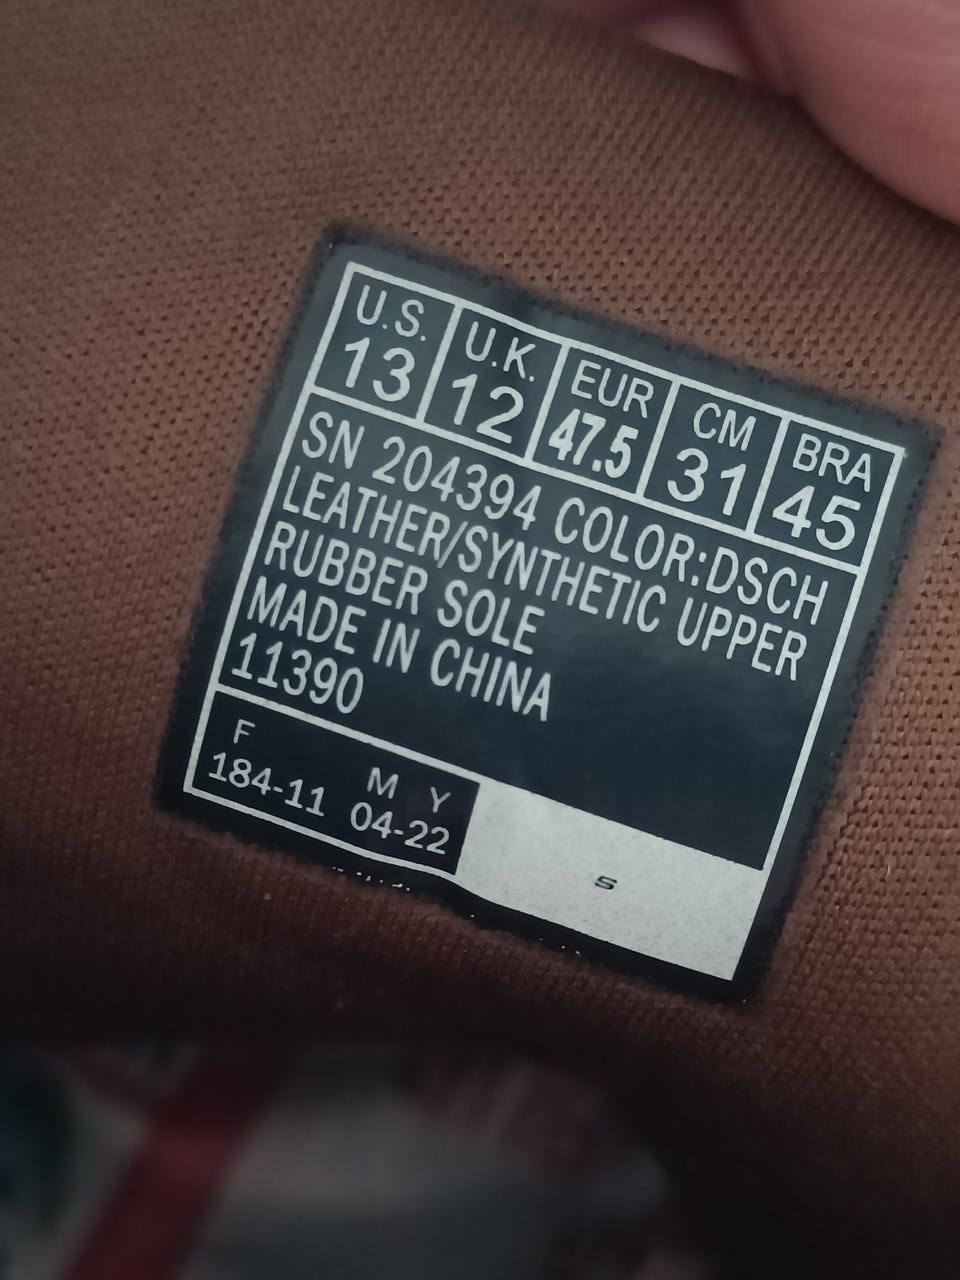 U.S. U.K. EUR CM BRA
13 12 47.5 31 45
SN 204394 COLOR:DSCH
LEATHER/SYNTHETIC UPPER
RUBBER SOLE
MADE IN CHINA
11390
F M Y
184-11 04-22
S